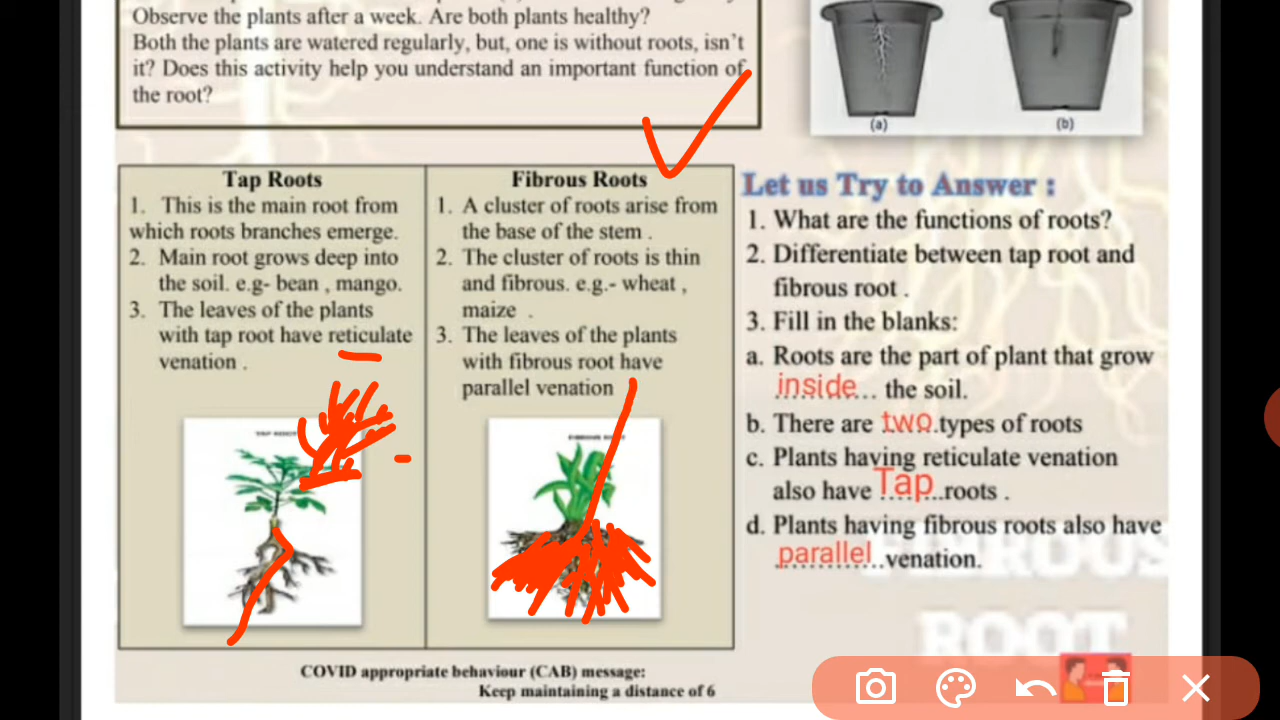 Observe the plants after a week. Are both plants healthy?
Both the plants are watered regularly, but, one is without roots, isn't
it? Does this activity help you understand an important function of
the root?
(a)
(b)
Tap Roots
1. This is the main root from
which roots branches emerge.
2. Main root grows deep into
the soil. e.g- bean , mango.
3. The leaves of the plants
with tap root have reticulate
venation .
TAP ROOT
Fibrous Roots
1. A cluster of roots arise from
the base of the stem .
2. The cluster of roots is thin
and fibrous. e.g.- wheat ,
maize .
3. The leaves of the plants
with fibrous root have
parallel venation
FIBROUS
Let us Try to Answer :
1. What are the functions of roots?
2. Differentiate between tap root and
fibrous root .
3. Fill in the blanks:
a. Roots are the part of plant that grow
inside... the soil.
b. There are two.types of roots
c. Plants having reticulate venation
also have Tap..roots .
d. Plants having fibrous roots also have
parallel..venation.
FIBROUS
ROOT
COVID appropriate behaviour (CAB) message:
Keep maintaining a distance of 6